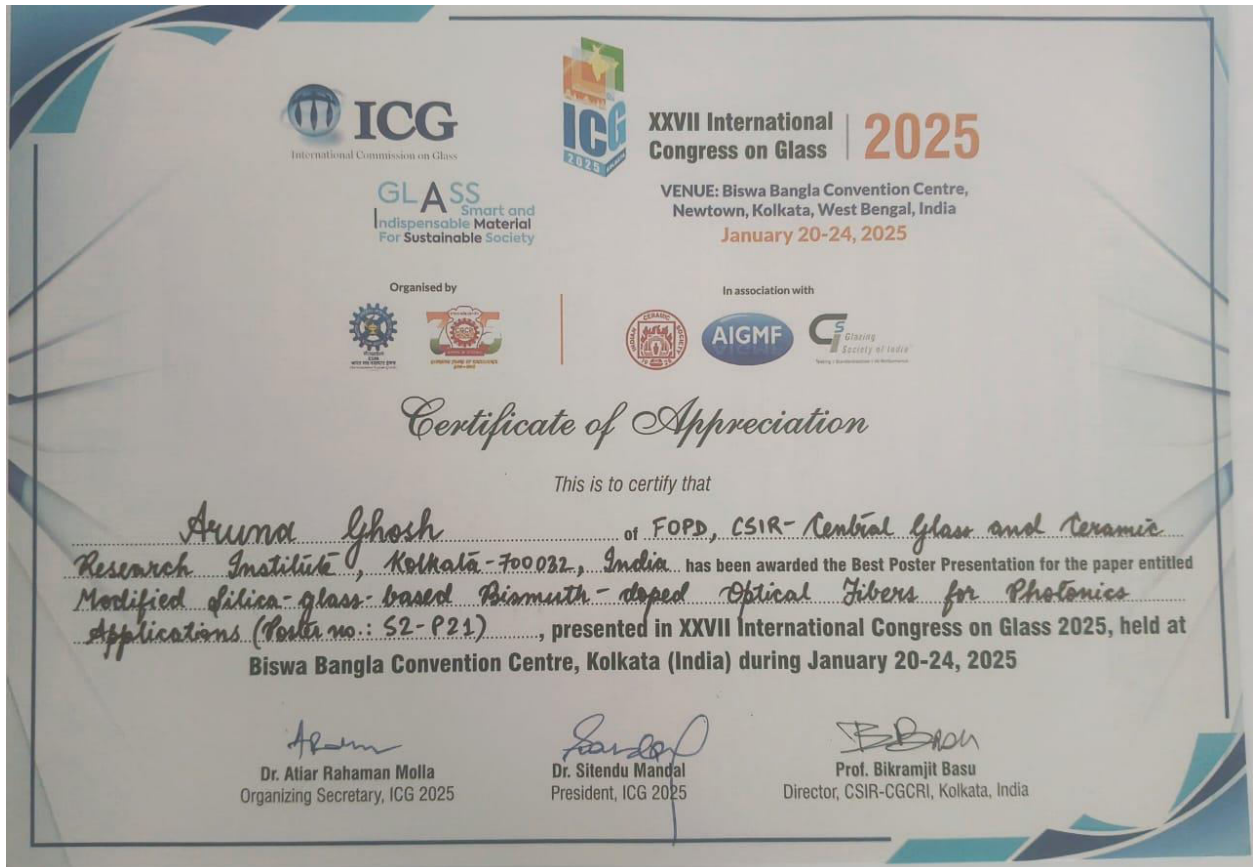 ICG
International Commission on Glass
GLASS
Smart and
Indispensable Material
For Sustainable Society
ICG
2025
XXVII International
Congress on Glass
2025
VENUE: Biswa Bangla Convention Centre,
Newtown, Kolkata, West Bengal, India
January 20-24, 2025
Organised by
In association with
INDIAN CERAMIC SOCIETY
AIGMF
Glazing
Society of India
Certificate of Appreciation
This is to certify that
Aruna Ghosh of FOPD, CSIR- Central Glass and Ceramic
Research Institute, Kolkata-700032, India has been awarded the Best Poster Presentation for the paper entitled
Modified Silica-glass-based Bismuth-doped Optical Fibers for Photonics
Applications (Poster no.: S2-P21), presented in XXVII International Congress on Glass 2025, held at
Biswa Bangla Convention Centre, Kolkata (India) during January 20-24, 2025
Dr. Atiar Rahaman Molla
Organizing Secretary, ICG 2025
Dr. Sitendu Mandal
President, ICG 2025
Prof. Bikramjit Basu
Director, CSIR-CGCRI, Kolkata, India